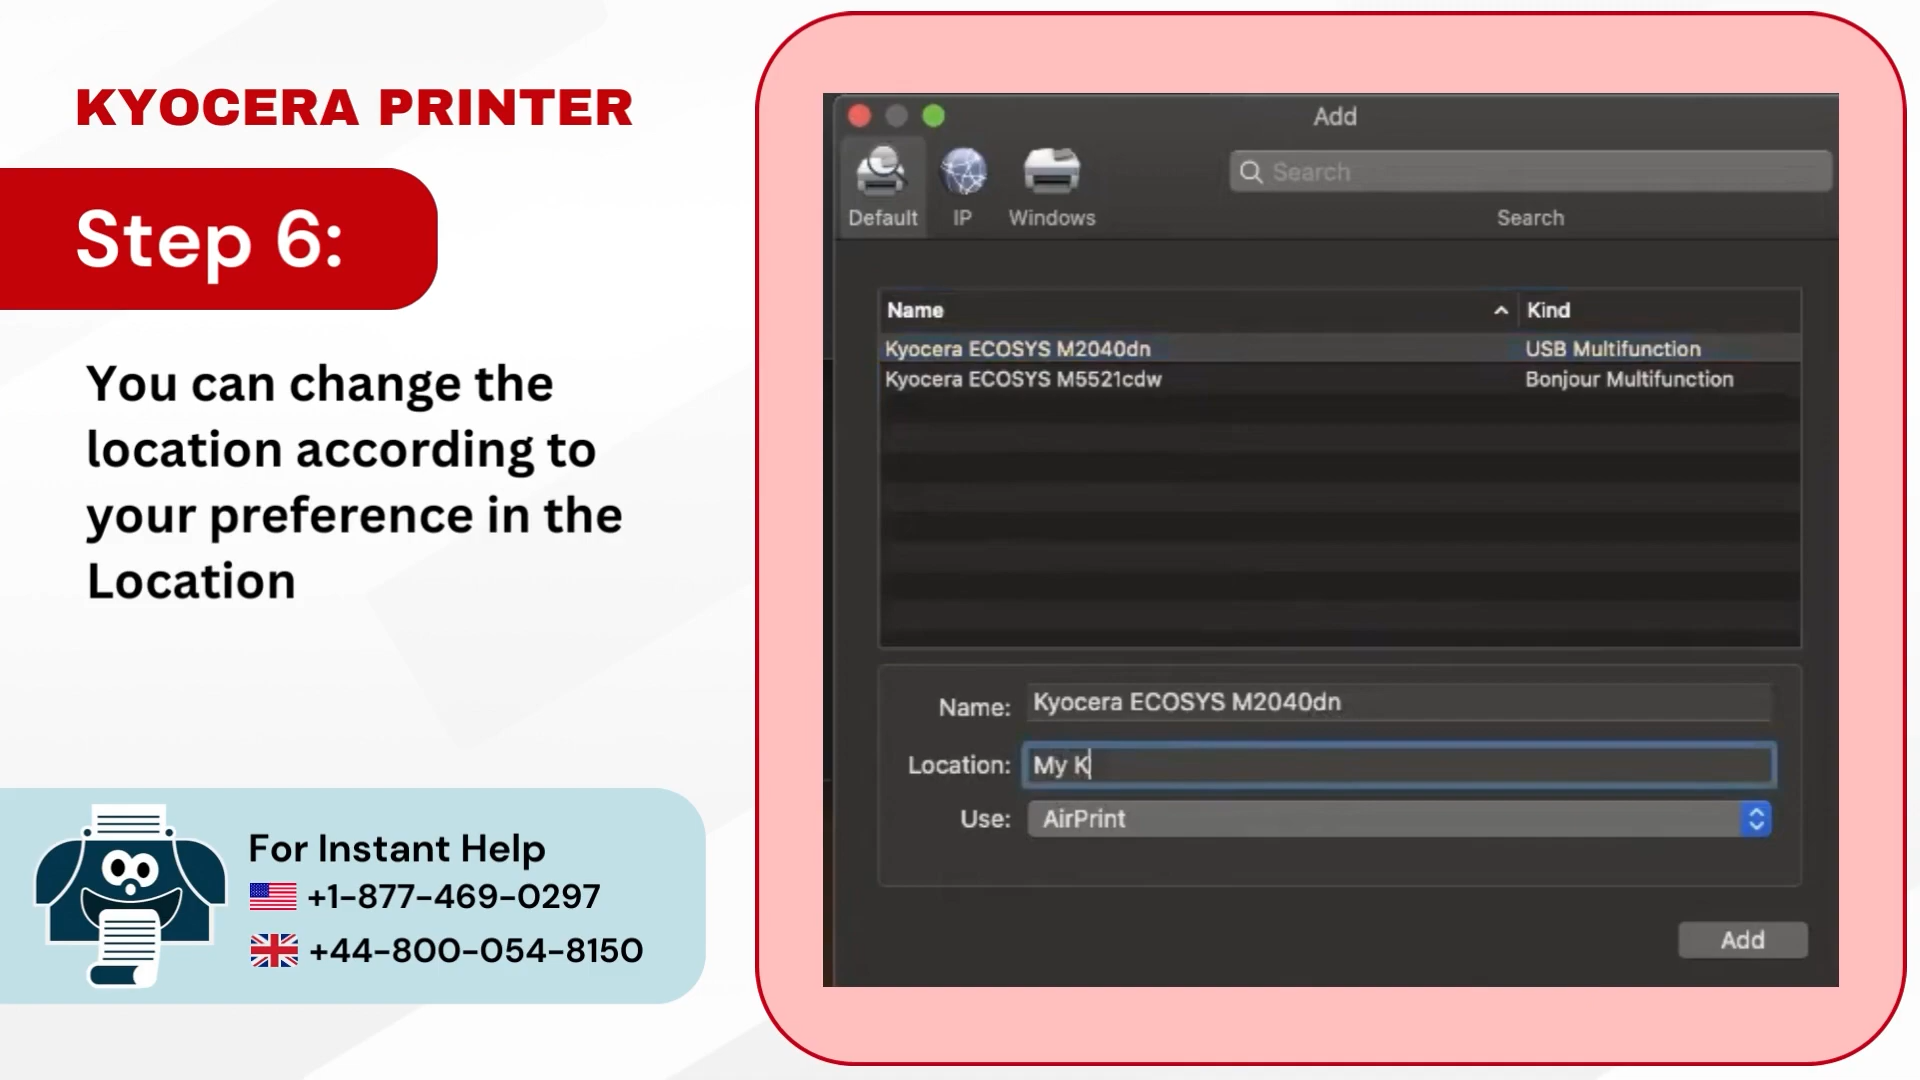 KYOCERA PRINTER
Step 6:
You can change the
location according to
your preference in the
Location
For Instant Help
+1-877-469-0297
+44-800-054-8150
Add
Search
Default IP Windows Search
Name Kind
Kyocera ECOSYS M2040dn USB Multifunction
Kyocera ECOSYS M5521cdw Bonjour Multifunction
Name: Kyocera ECOSYS M2040dn
Location: My K
Use: AirPrint
Add